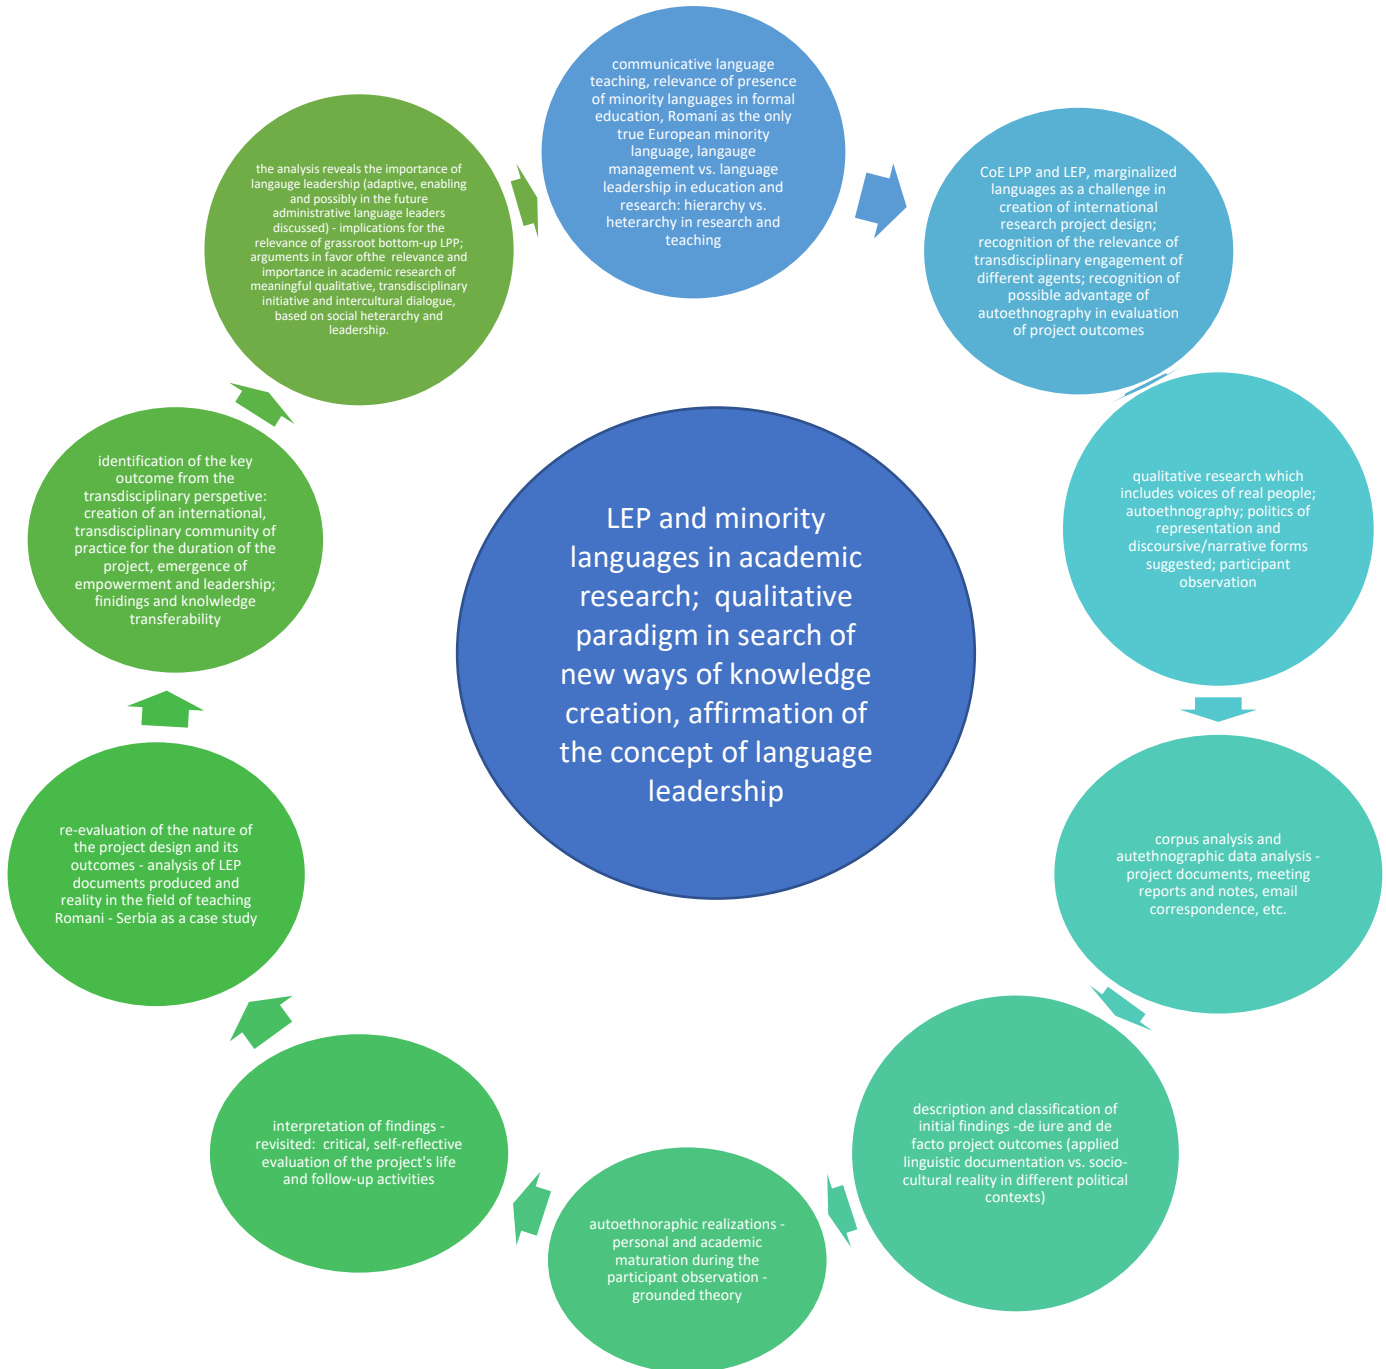 communicative language
teaching, relevance of presence
of minority languages in formal
education, Romani as the only
true European minority
language, langauge
management vs. language
leadership in education and
research: hierarchy vs.
heterarchy in research and
teaching
CoE LPP and LEP, marginalized
languages as a challenge in
creation of international
research project design;
recognition of the relevance of
transdisciplinary engagement of
different agents; recognition of
possible advantage of
autoethnography in evaluation
of project outcomes
qualitative research which
includes voices of real people;
autoethnography; politics of
representation and
discoursive/narrative forms
suggested; participant
observation
corpus analysis and
autethnographic data analysis -
project documents, meeting
reports and notes, email
correspondence, etc.
description and classification of
initial findings -de iure and de
facto project outcomes (applied
linguistic documentation vs. socio-
cultural reality in different political
contexts)
autoethnoraphic realizations -
personal and academic
maturation during the
participant observation -
grounded theory
interpretation of findings -
revisited:  critical, self-reflective
evaluation of the project's life
and follow-up activities
re-evaluation of the nature of
the project design and its
outcomes - analysis of LEP
documents produced and
reality in the field of teaching
Romani - Serbia as a case study
identification of the key
outcome from the
transdisciplinary perspetive:
creation of an international,
transdisciplinary community of
practice for the duration of the
project, emergence of
empowerment and leadership;
finidings and knolwledge
transferability
the analysis reveals the importance of
langauge leadership (adaptive, enabling
and possibly in the future
administrative language leaders
discussed) - implications for the
relevance of grassroot bottom-up LPP;
arguments in favor ofthe  relevance and
importance in academic research of
meaningful qualitative, transdisciplinary
initiative and intercultural dialogue,
based on social heterarchy and
leadership.
LEP and minority
languages in academic
research;  qualitative
paradigm in search of
new ways of knowledge
creation, affirmation of
the concept of language
leadership